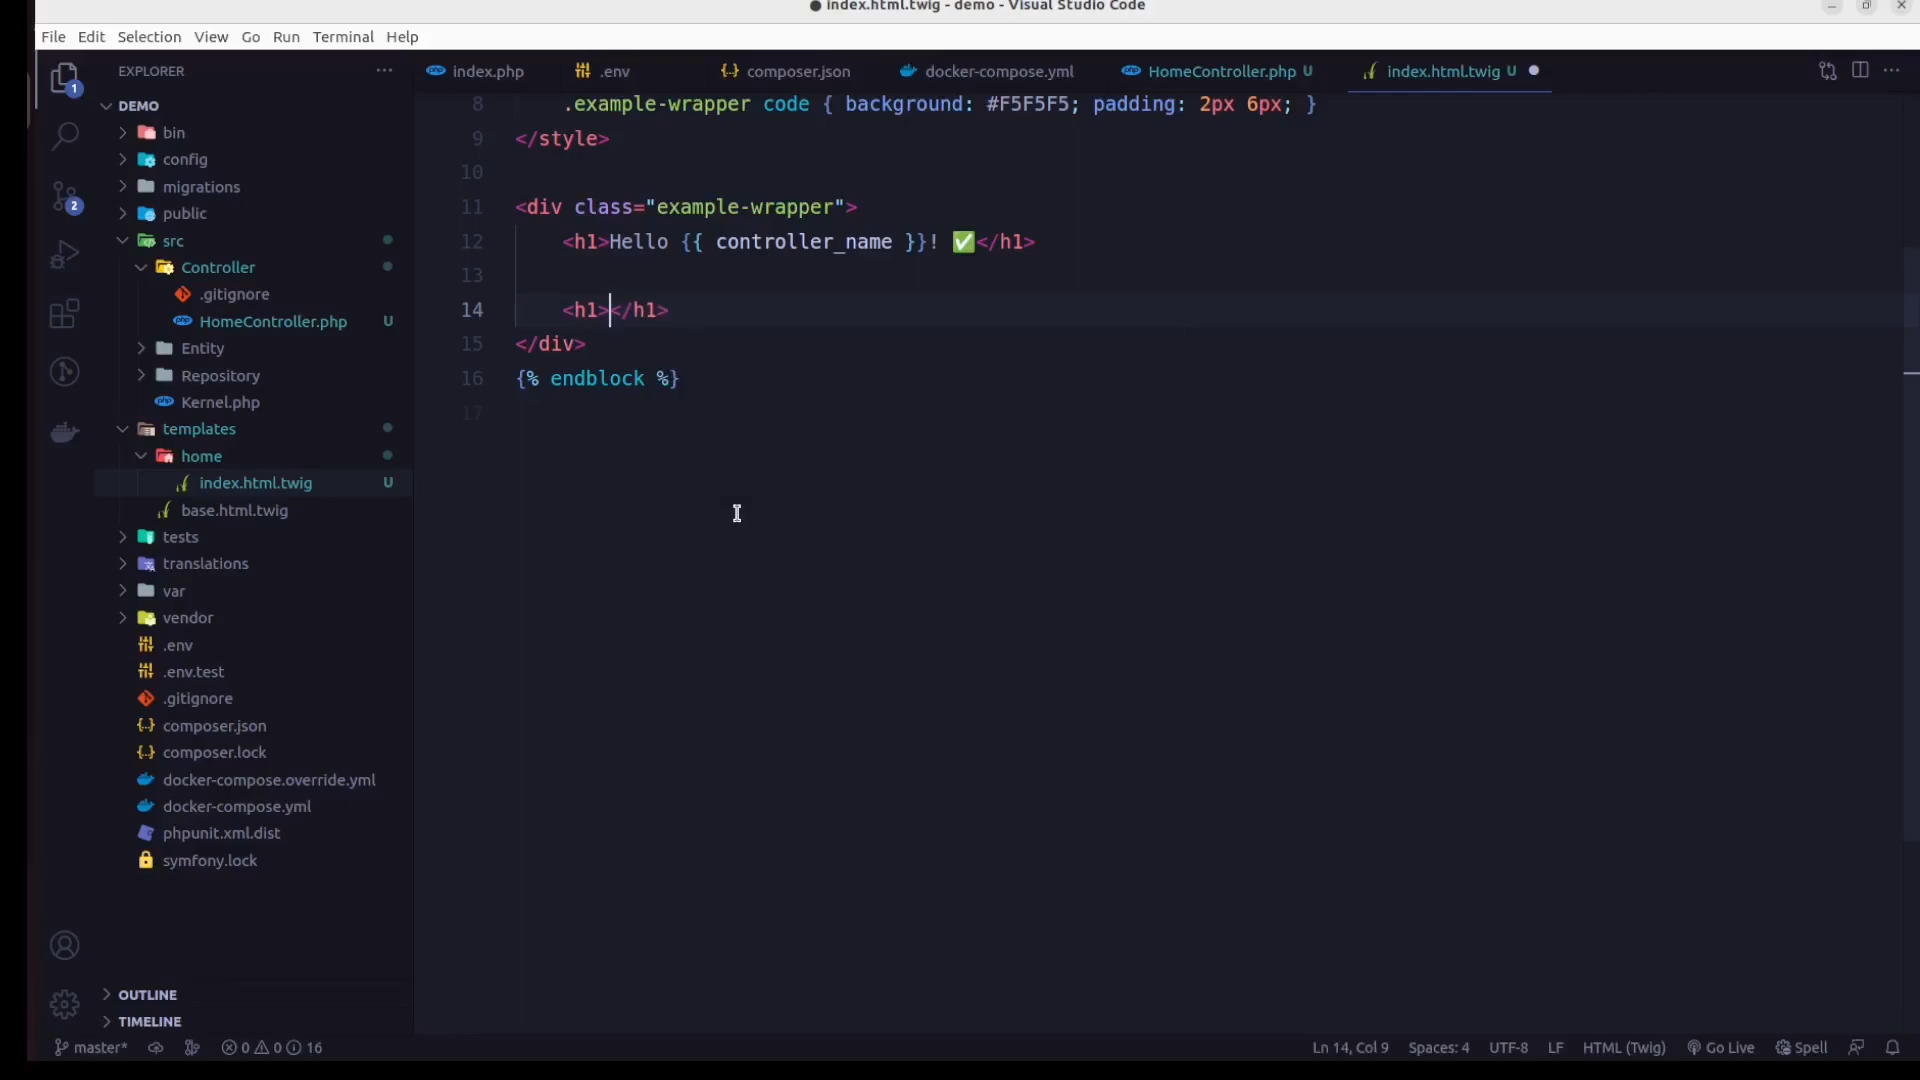 index.html.twig - demo - Visual Studio Code
File Edit Selection View Go Run Terminal Help
1
EXPLORER
index.php
.env
composer.json
docker-compose.yml
HomeController.php U
index.html.twig U
DEMO
bin
config
migrations
2
public
src
Controller
.gitignore
HomeController.php U
Entity
Repository
Kernel.php
templates
home
index.html.twig U
base.html.twig
tests
translations
var
vendor
.env
.env.test
.gitignore
composer.json
composer.lock
docker-compose.override.yml
docker-compose.yml
phpunit.xml.dist
symfony.lock
OUTLINE
TIMELINE
8 .example-wrapper code { background: #F5F5F5; padding: 2px 6px; }
9 </style>
10
11 <div class="example-wrapper">
12 <h1>Hello {{ controller_name }}! ✅</h1>
13
14 <h1></h1>
15 </div>
16 {% endblock %}
17
master* 0 0 16 Ln 14, Col 9 Spaces: 4 UTF-8 LF HTML (Twig) Go Live Spell